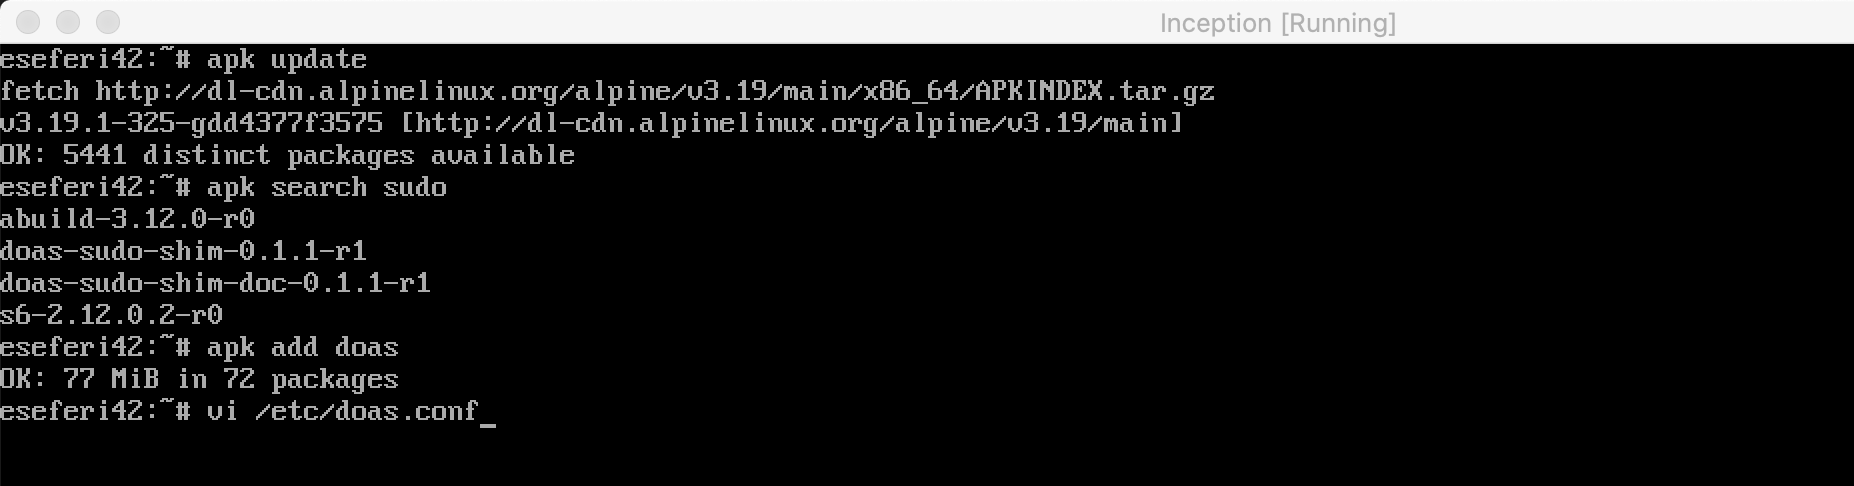 Inception [Running]
eseferi42:~# apk update
fetch http://dl-cdn.alpinelinux.org/alpine/v3.19/main/x86_64/APKINDEX.tar.gz
v3.19.1-325-gdd4377f3575 [http://dl-cdn.alpinelinux.org/alpine/v3.19/main]
OK: 5441 distinct packages available
eseferi42:~# apk search sudo
abuild-3.12.0-r0
doas-sudo-shim-0.1.1-r1
doas-sudo-shim-doc-0.1.1-r1
s6-2.12.0.2-r0
eseferi42:~# apk add doas
OK: 77 MiB in 72 packages
eseferi42:~# vi /etc/doas.conf_